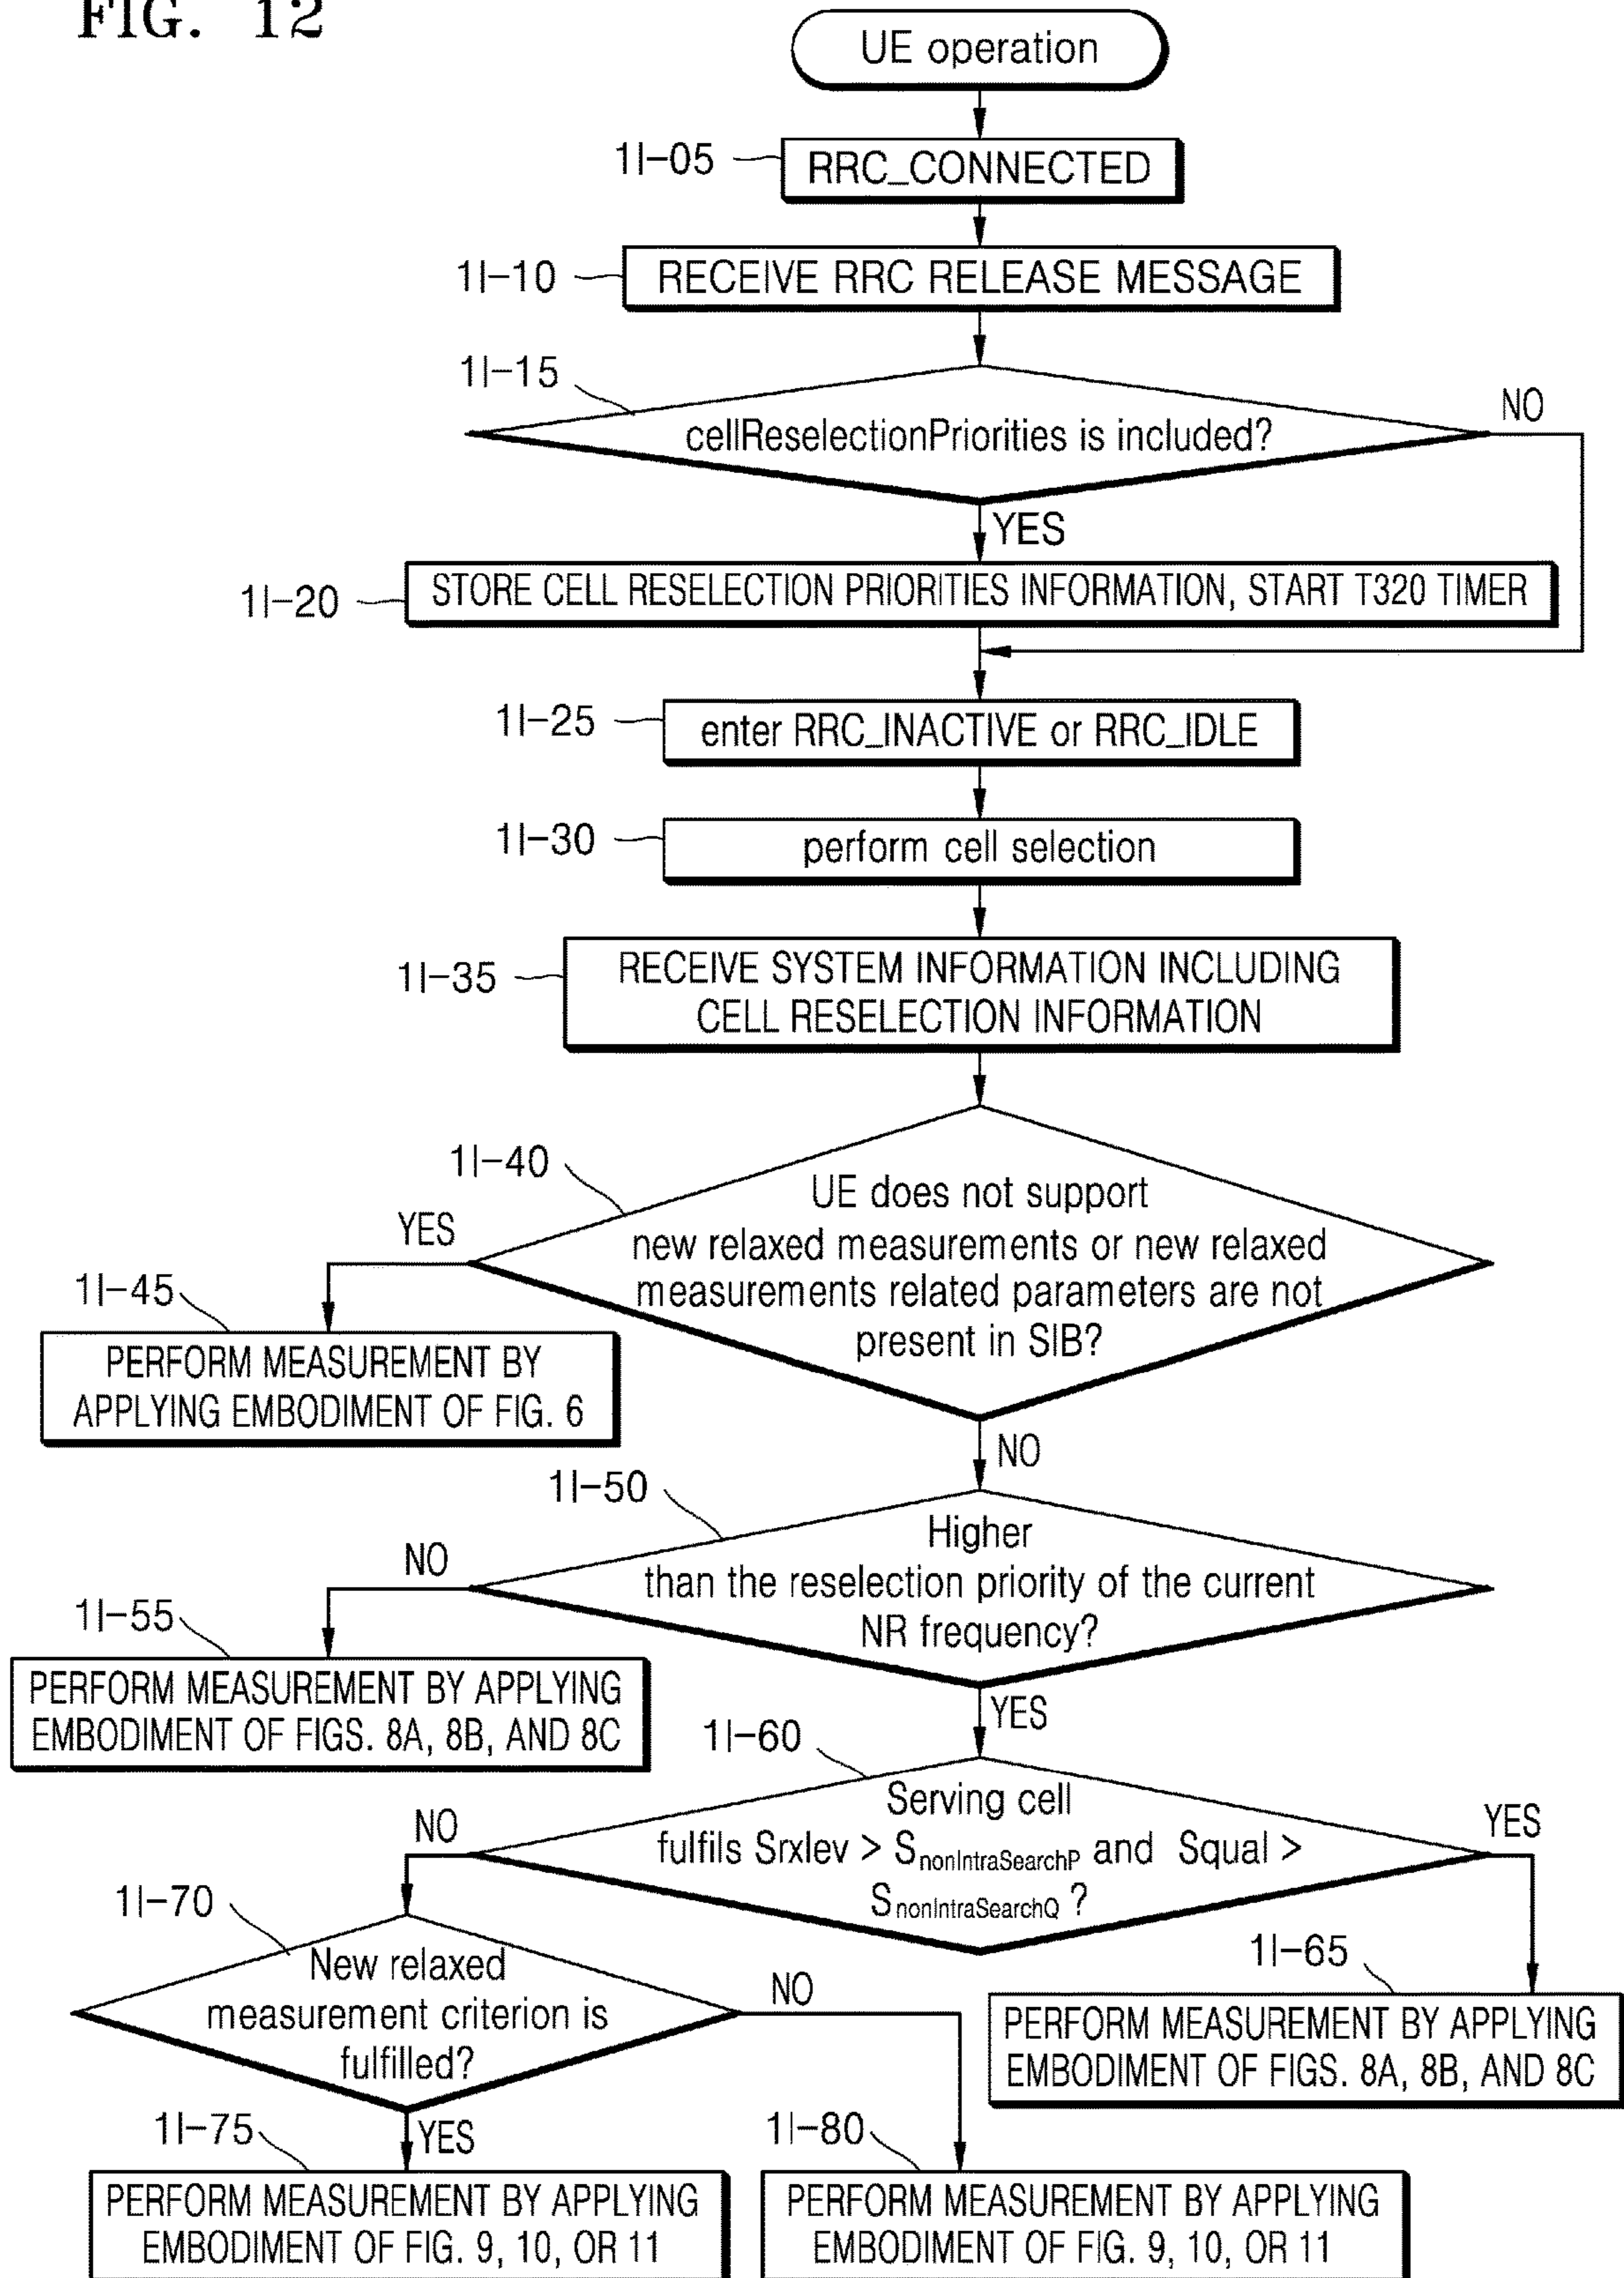 FIG. 12
UE operation
1l-05
RRC_CONNECTED
1l-10
RECEIVE RRC RELEASE MESSAGE
1l-15
cellReselectionPriorities is included?
NO
YES
1l-20
STORE CELL RESELECTION PRIORITIES INFORMATION, START T320 TIMER
1l-25
enter RRC_INACTIVE or RRC_IDLE
1l-30
perform cell selection
1l-35
RECEIVE SYSTEM INFORMATION INCLUDING
CELL RESELECTION INFORMATION
1l-40
UE does not support
new relaxed measurements or new relaxed
measurements related parameters are not
present in SIB?
YES
1l-45
PERFORM MEASUREMENT BY
APPLYING EMBODIMENT OF FIG. 6
NO
1l-50
Higher
than the reselection priority of the current
NR frequency?
NO
1l-55
PERFORM MEASUREMENT BY APPLYING
EMBODIMENT OF FIGS. 8A, 8B, AND 8C
YES
1l-60
Serving cell
fulfils Srxlev > SnonIntraSearchP and Squal >
SnonIntraSearchQ ?
NO
YES
1l-65
PERFORM MEASUREMENT BY APPLYING
EMBODIMENT OF FIGS. 8A, 8B, AND 8C
1l-70
New relaxed
measurement criterion is
fulfilled?
NO
YES
1l-75
PERFORM MEASUREMENT BY APPLYING
EMBODIMENT OF FIG. 9, 10, OR 11
1l-80
PERFORM MEASUREMENT BY APPLYING
EMBODIMENT OF FIG. 9, 10, OR 11